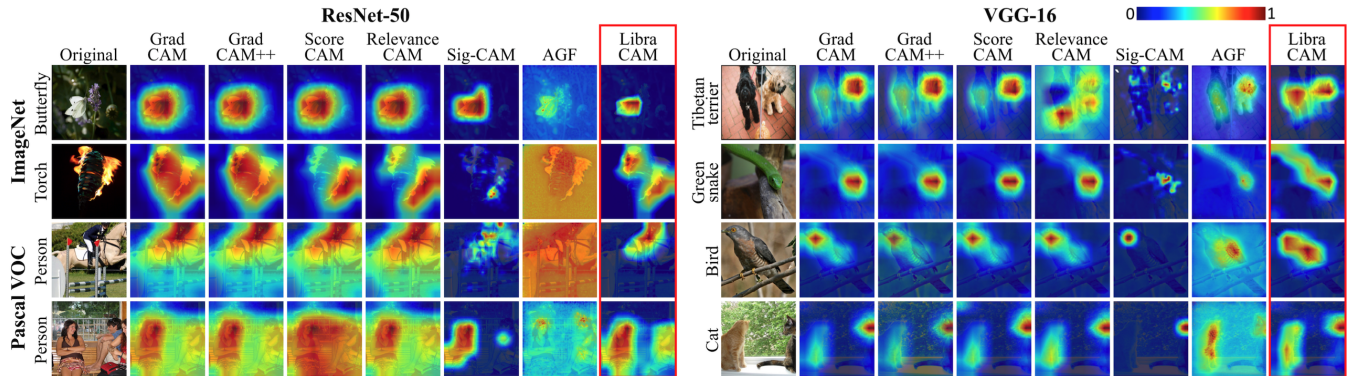 ResNet-50
Original
Grad CAM
Grad CAM++
Score CAM
Relevance CAM
Sig-CAM
AGF
Libra CAM
ImageNet
Butterfly
Torch
Pascal VOC
Person
Person
VGG-16
0
1
Original
Grad CAM
Grad CAM++
Score CAM
Relevance CAM
Sig-CAM
AGF
Libra CAM
Tibetan terrier
Green snake
Bird
Cat